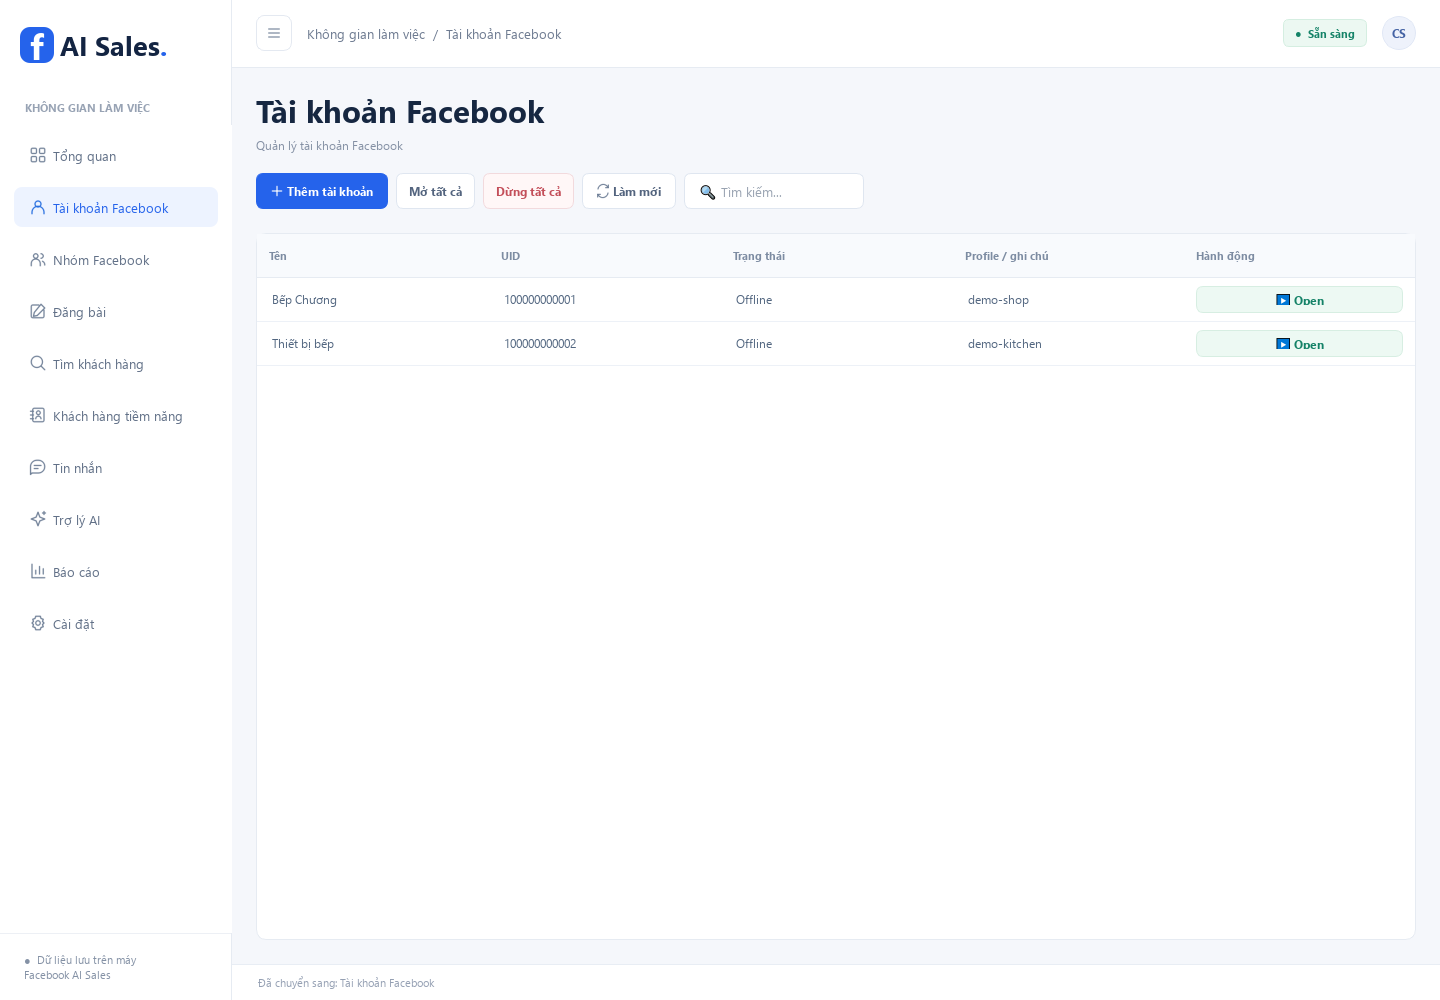 f AI Sales.
KHÔNG GIAN LÀM VIỆC
Tổng quan
Tài khoản Facebook
Nhóm Facebook
Đăng bài
Tìm khách hàng
Khách hàng tiềm năng
Tin nhắn
Trợ lý AI
Báo cáo
Cài đặt
● Dữ liệu lưu trên máy
Facebook AI Sales
Không gian làm việc / Tài khoản Facebook
● Sẵn sàng
CS
Tài khoản Facebook
Quản lý tài khoản Facebook
Thêm tài khoản Mở tất cả Dừng tất cả Làm mới Tìm kiếm...
Tên UID Trạng thái Profile / ghi chú Hành động
Bếp Chương 100000000001 Offline demo-shop Open
Thiết bị bếp 100000000002 Offline demo-kitchen Open
Đã chuyển sang: Tài khoản Facebook